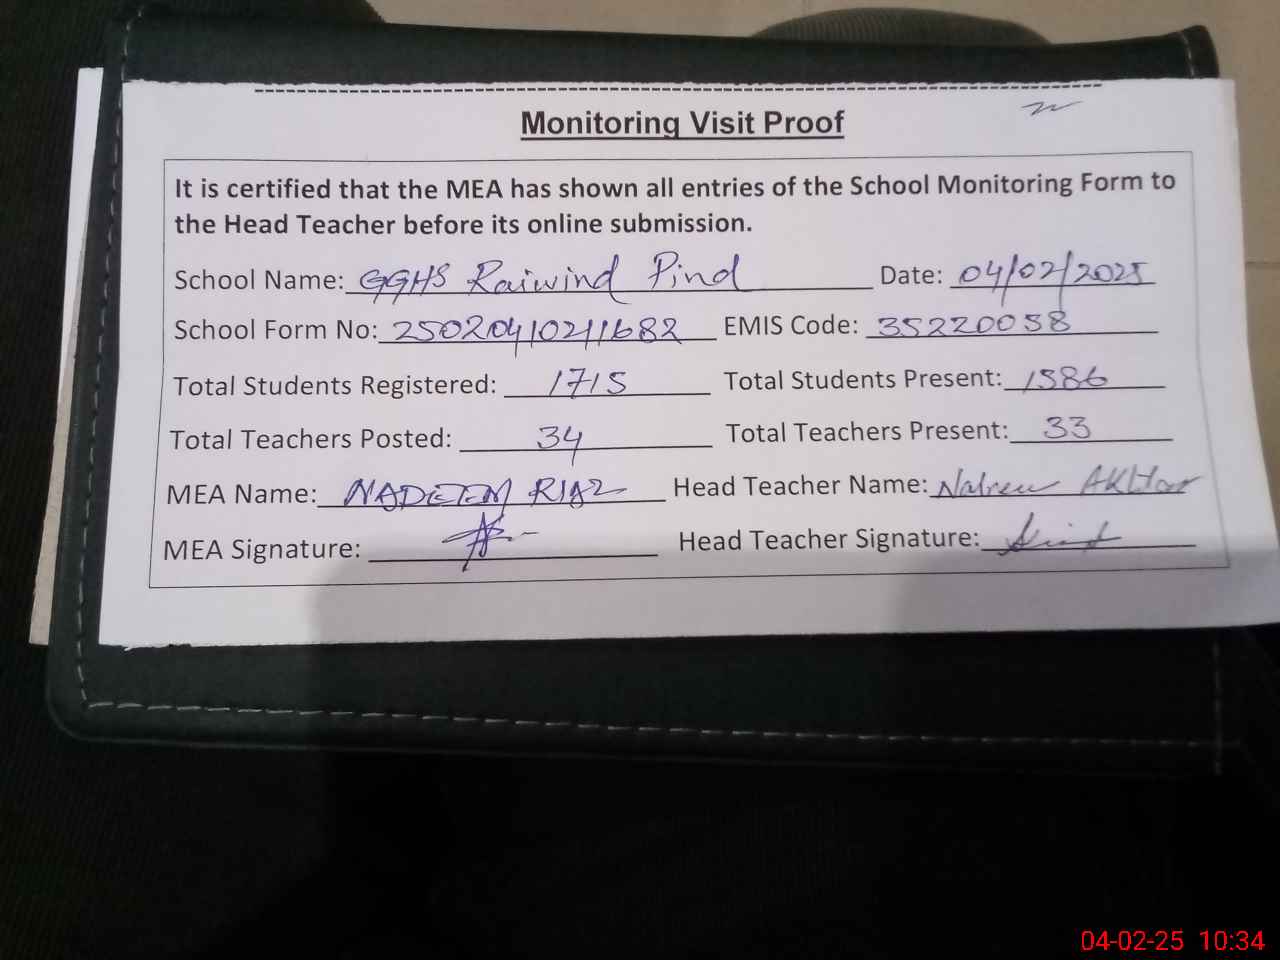 Monitoring Visit Proof
It is certified that the MEA has shown all entries of the School Monitoring Form to
the Head Teacher before its online submission.
School Name: GGHS Raiwind Pind Date: 04/02/2025
School Form No: 25020410211682 EMIS Code: 35220058
Total Students Registered: 1715 Total Students Present: 1586
Total Teachers Posted: 34 Total Teachers Present: 33
MEA Name: NADEEM RIAZ Head Teacher Name: Akhtar
MEA Signature: Head Teacher Signature:
04-02-25 10:34